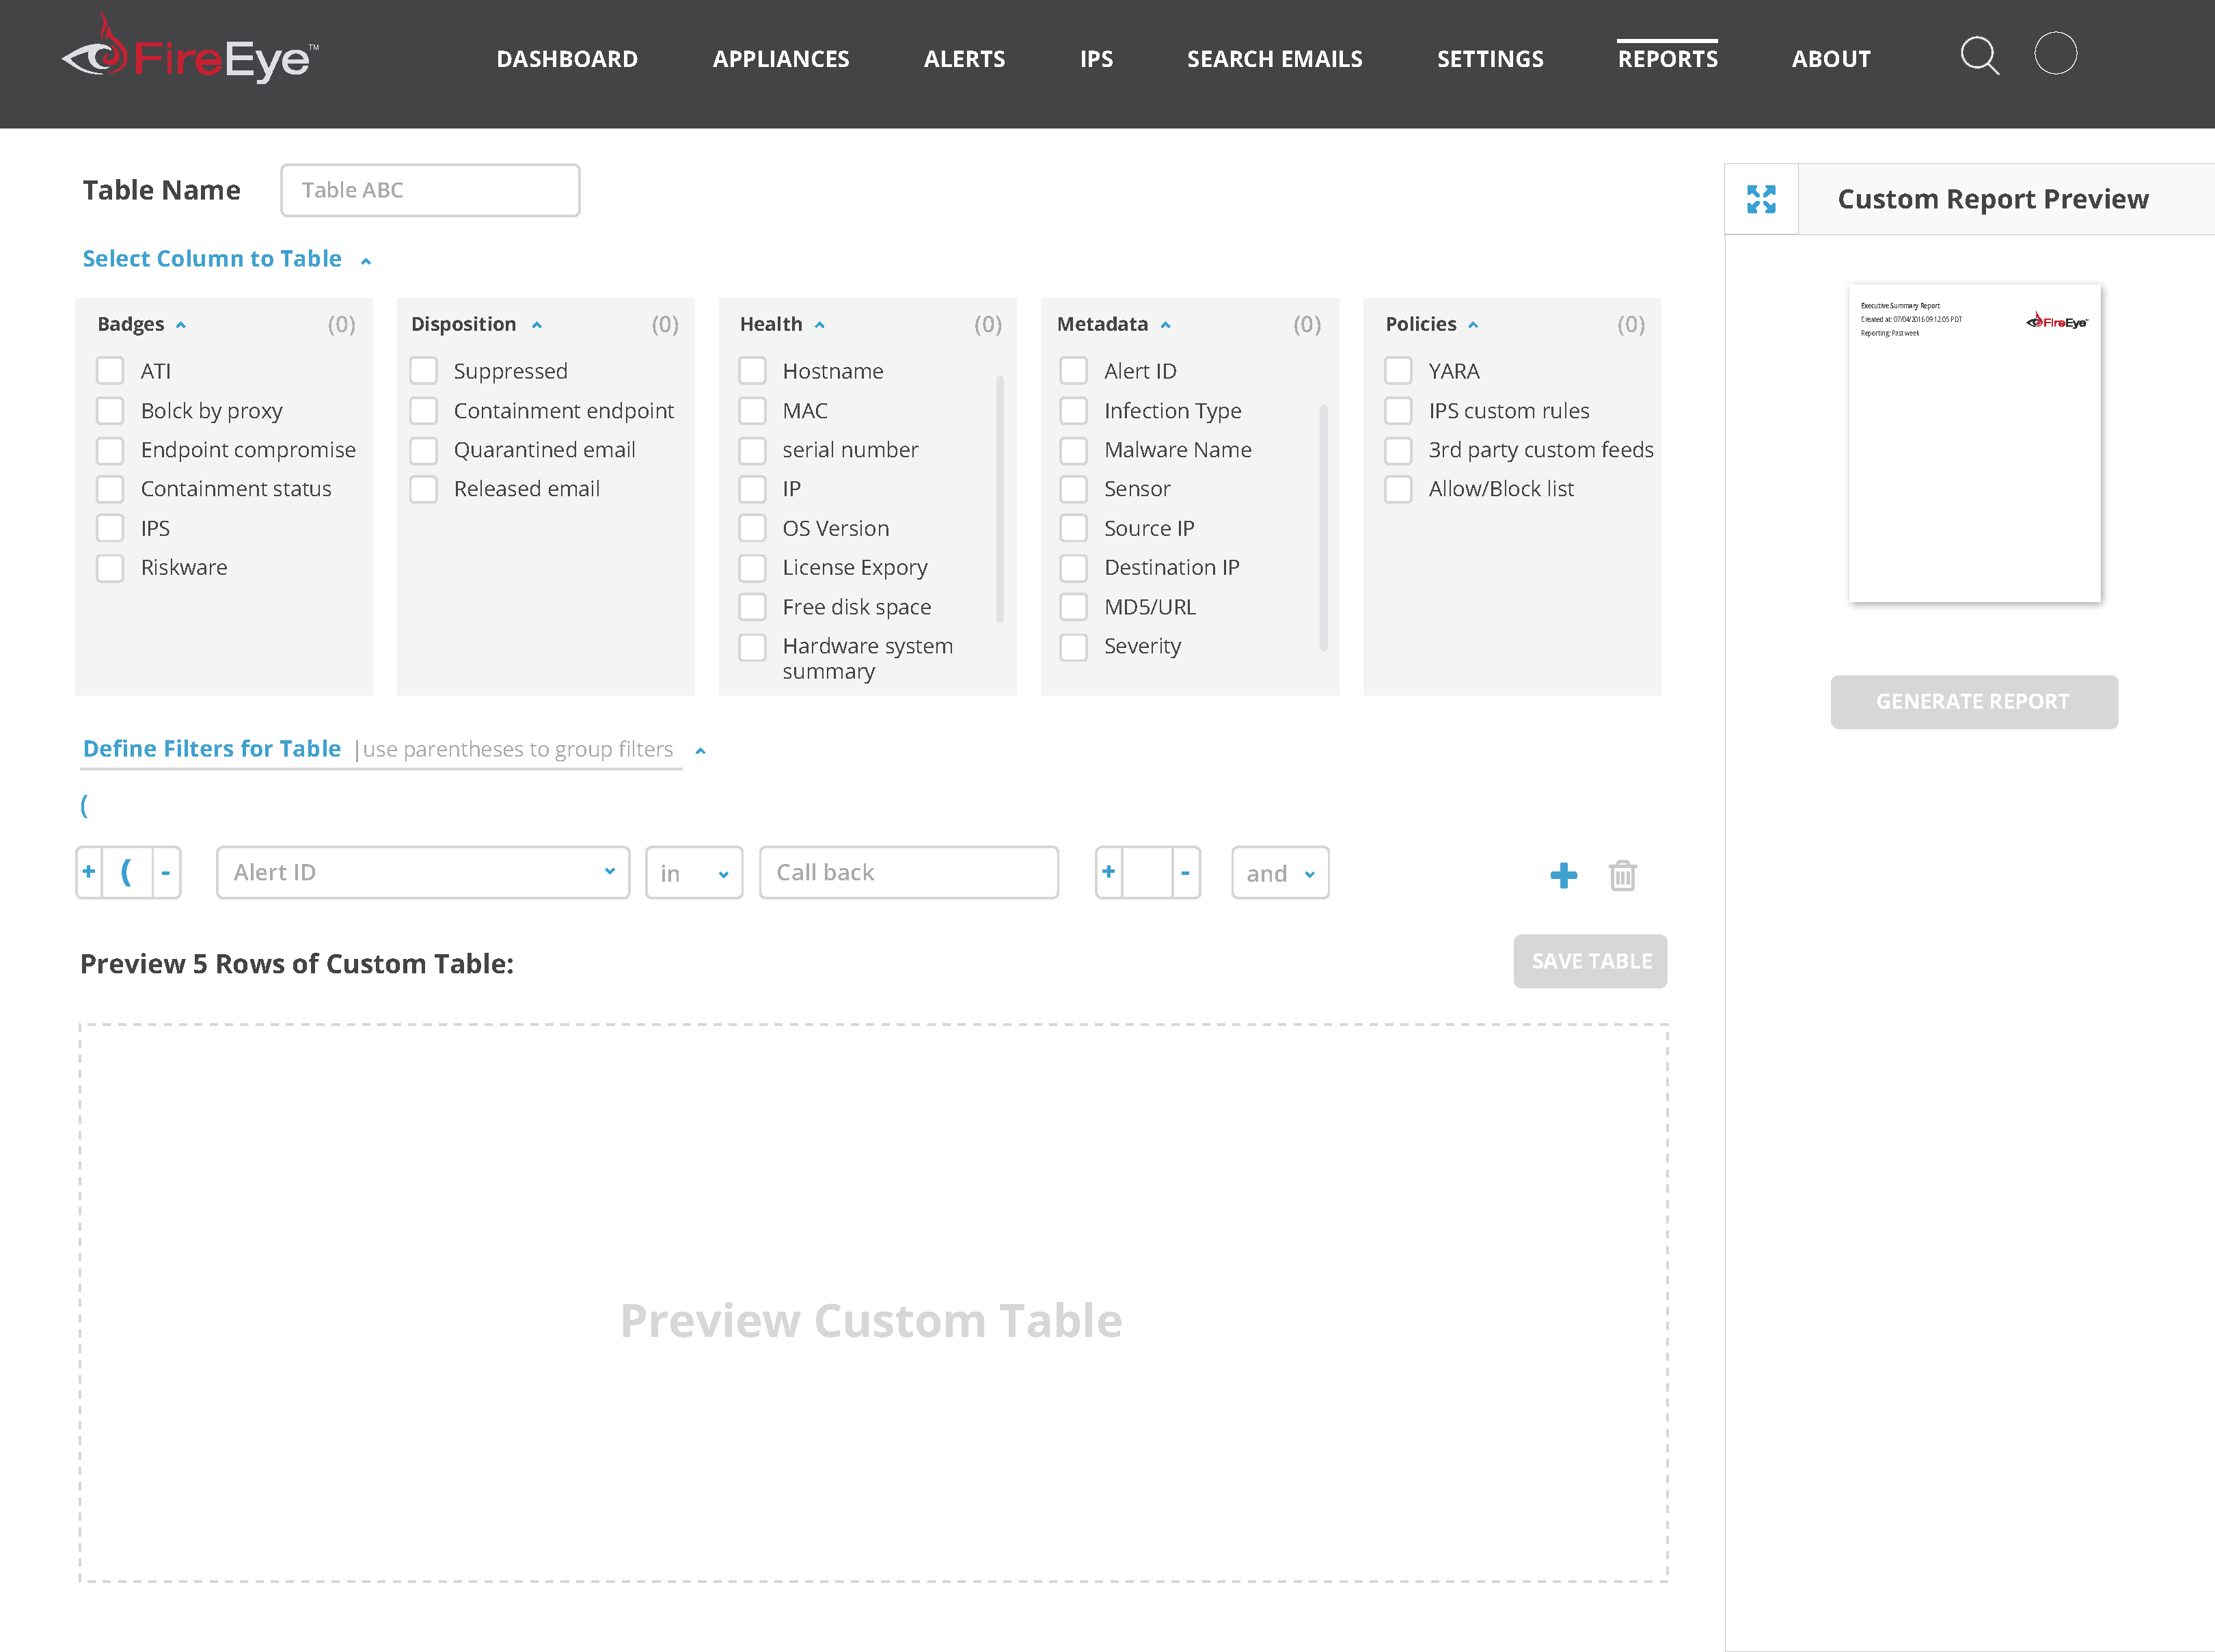 FireEye™
DASHBOARD APPLIANCES ALERTS IPS SEARCH EMAILS SETTINGS REPORTS ABOUT
Table Name
Table ABC
Select Column to Table
Badges (0)
ATI
Bolck by proxy
Endpoint compromise
Containment status
IPS
Riskware
Disposition (0)
Suppressed
Containment endpoint
Quarantined email
Released email
Health (0)
Hostname
MAC
serial number
IP
OS Version
License Expory
Free disk space
Hardware system
summary
Metadata (0)
Alert ID
Infection Type
Malware Name
Sensor
Source IP
Destination IP
MD5/URL
Severity
Policies (0)
YARA
IPS custom rules
3rd party custom feeds
Allow/Block list
Define Filters for Table |use parentheses to group filters
(
+ ( - Alert ID in Call back + - and
Preview 5 Rows of Custom Table:
SAVE TABLE
Preview Custom Table
Custom Report Preview
Executive Summary Report
Created at: 07/04/2016 09:12:05 PDT
Reporting: Past week
FireEye™
GENERATE REPORT